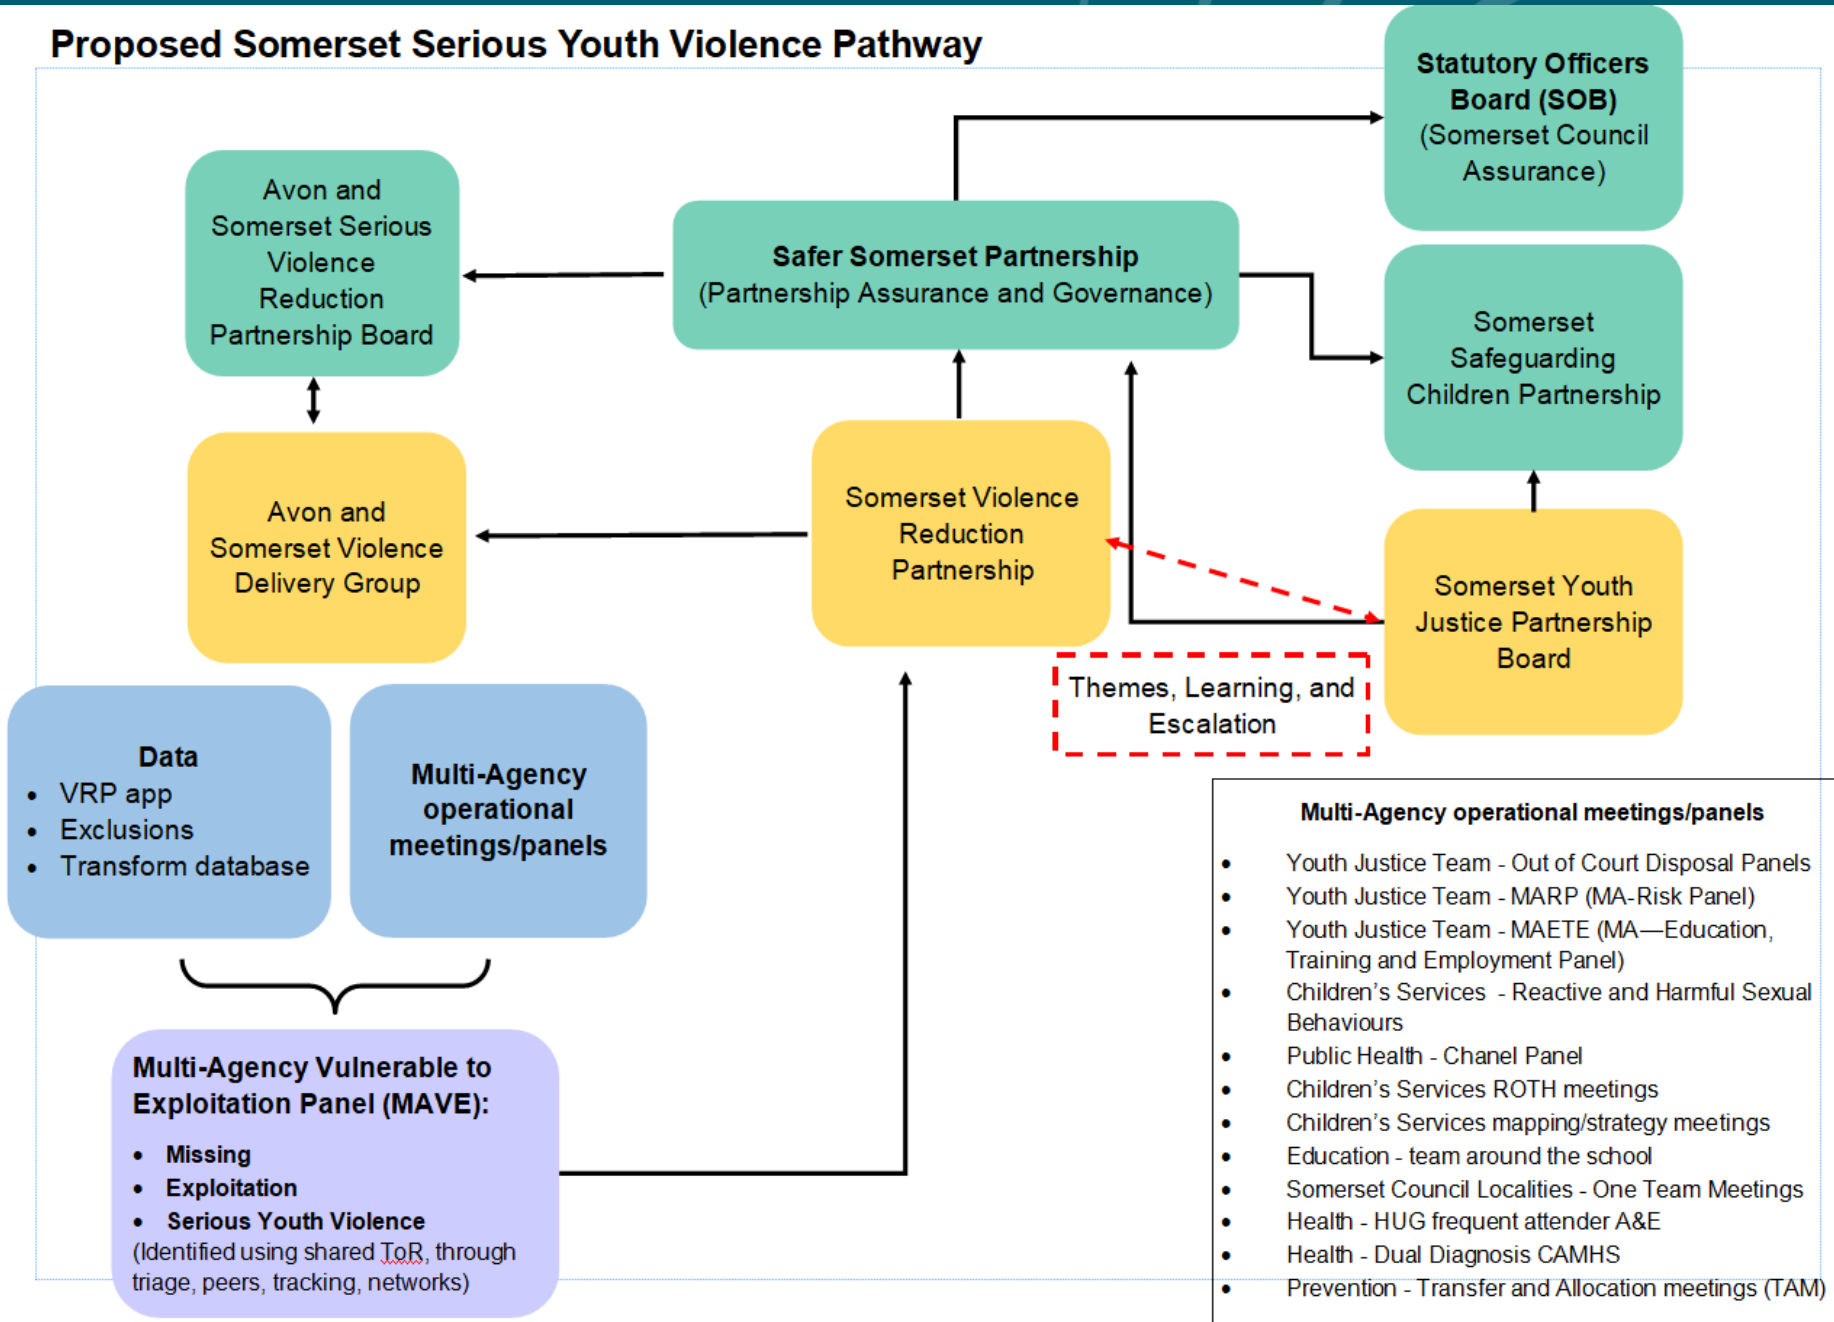 Proposed Somerset Serious Youth Violence Pathway
Statutory Officers
Board (SOB)
(Somerset Council
Assurance)
Avon and
Somerset Serious
Violence
Reduction
Partnership Board
Safer Somerset Partnership
(Partnership Assurance and Governance)
Somerset
Safeguarding
Children Partnership
Avon and
Somerset Violence
Delivery Group
Somerset Violence
Reduction
Partnership
Somerset Youth
Justice Partnership
Board
Themes, Learning, and
Escalation
Data
• VRP app
• Exclusions
• Transform database
Multi-Agency
operational
meetings/panels
Multi-Agency Vulnerable to
Exploitation Panel (MAVE):
• Missing
• Exploitation
• Serious Youth Violence
(Identified using shared ToR, through
triage, peers, tracking, networks)
Multi-Agency operational meetings/panels
• Youth Justice Team - Out of Court Disposal Panels
• Youth Justice Team - MARP (MA-Risk Panel)
• Youth Justice Team - MAETE (MA—Education,
Training and Employment Panel)
• Children’s Services - Reactive and Harmful Sexual
Behaviours
• Public Health - Chanel Panel
• Children’s Services ROTH meetings
• Children’s Services mapping/strategy meetings
• Education - team around the school
• Somerset Council Localities - One Team Meetings
• Health - HUG frequent attender A&E
• Health - Dual Diagnosis CAMHS
• Prevention - Transfer and Allocation meetings (TAM)